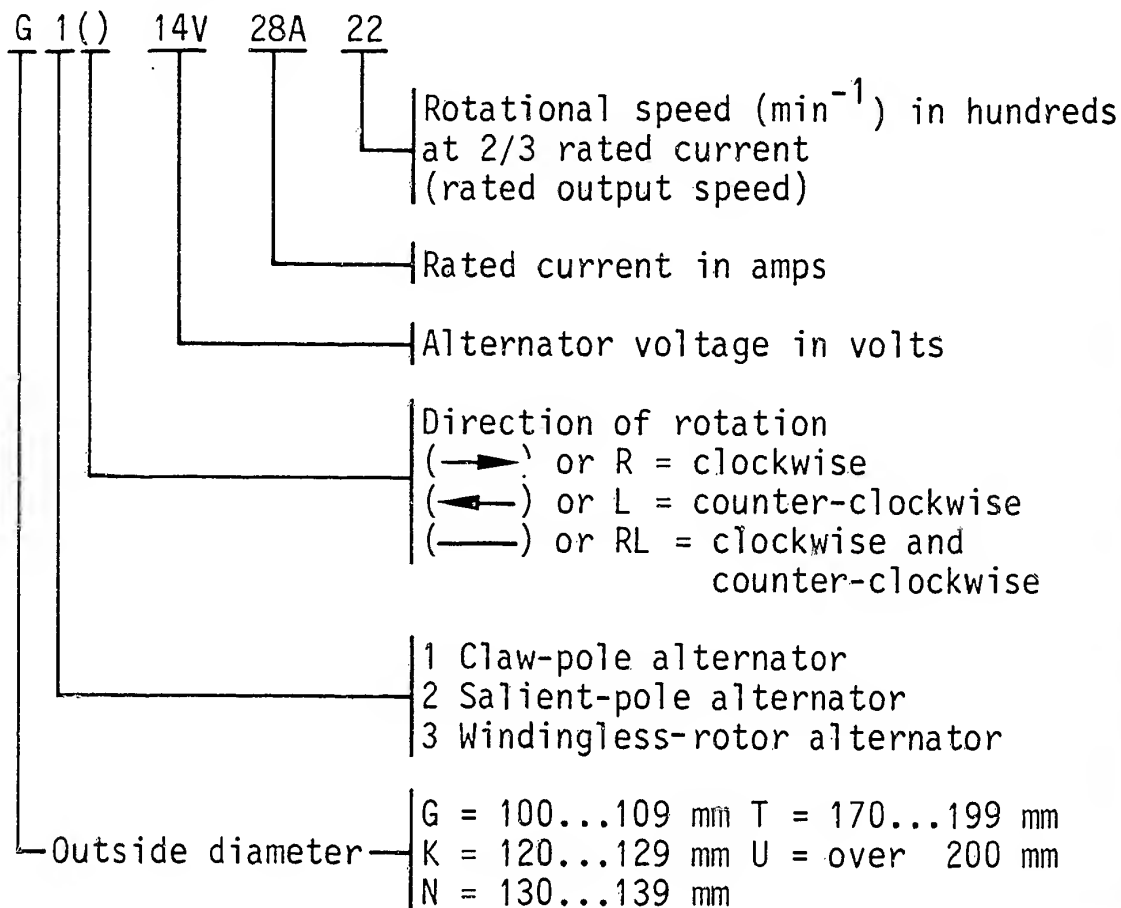 G 1 () 14V 28A 22
Rotational speed (min⁻¹) in hundreds
at 2/3 rated current
(rated output speed)
Rated current in amps
Alternator voltage in volts
Direction of rotation
(→) or R = clockwise
(←) or L = counter-clockwise
(—) or RL = clockwise and
counter-clockwise
1 Claw-pole alternator
2 Salient-pole alternator
3 Windingless-rotor alternator
Outside diameter
G = 100...109 mm T = 170...199 mm
K = 120...129 mm U = over 200 mm
N = 130...139 mm